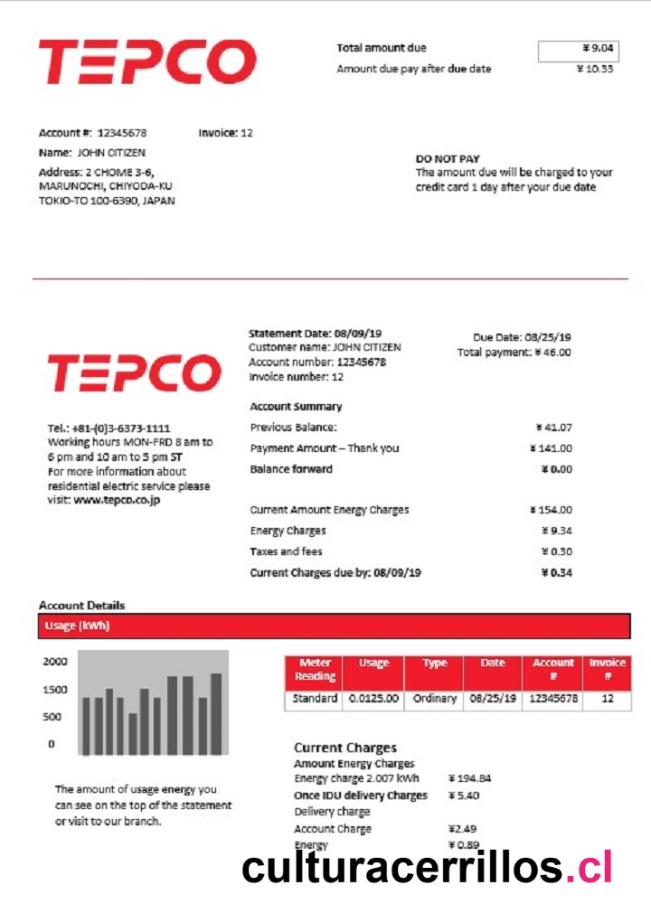 TEPCO
Total amount due ¥ 9.04
Amount due pay after due date ¥ 10.33
Account #: 12345678 Invoice: 12
Name: JOHN CITIZEN
Address: 2 CHOME 3-6,
MARUNOCHI, CHIYODA-KU
TOKIO-TO 100-6390, JAPAN
DO NOT PAY
The amount due will be charged to your
credit card 1 day after your due date
TEPCO
Tel.: +81-(0)3-6373-1111
Working hours MON-FRD 8 am to
6 pm and 10 am to 5 pm ST
For more information about
residential electric service please
visit: www.tepco.co.jp
Statement Date: 08/09/19
Customer name: JOHN CITIZEN
Account number: 12345678
Invoice number: 12
Due Date: 08/25/19
Total payment: ¥ 46.00
Account Summary
Previous Balance: ¥ 41.07
Payment Amount – Thank you ¥ 141.00
Balance forward ¥ 0.00
Current Amount Energy Charges ¥ 154.00
Energy Charges ¥ 9.34
Taxes and fees ¥ 0.30
Current Charges due by: 08/09/19 ¥ 0.34
Account Details
Usage (kWh)
2000
1500
500
0
The amount of usage energy you
can see on the top of the statement
or visit to our branch.
Meter Reading Usage Type Date Account # Invoice #
Standard 0.0125.00 Ordinary 08/25/19 12345678 12
Current Charges
Amount Energy Charges
Energy charge 2.007 kWh ¥ 194.84
Once IDU delivery Charges ¥ 5.40
Delivery charge
Account Charge ¥2.49
Energy ¥ 0.89
culturacerrillos.cl